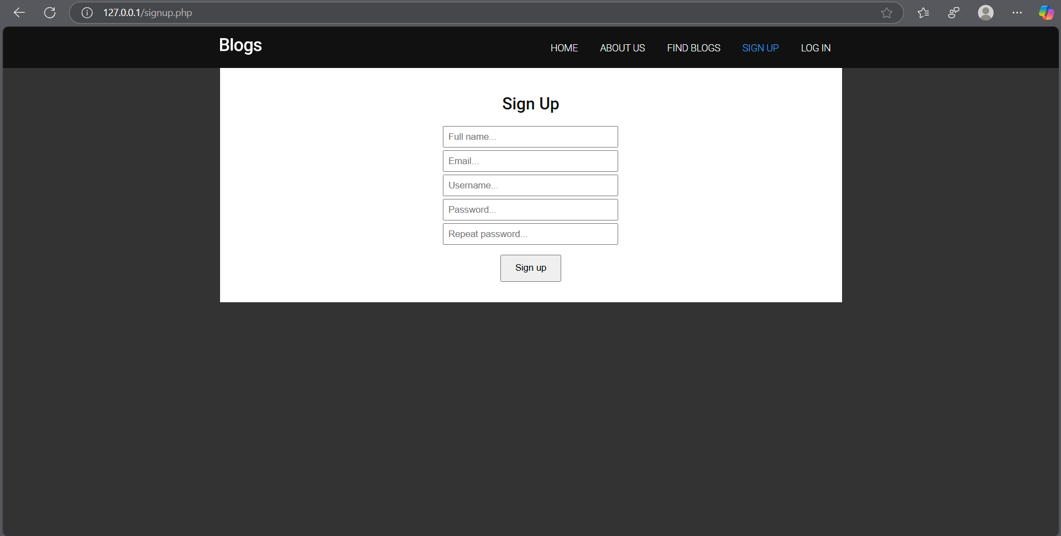 127.0.0.1/signup.php
Blogs HOME ABOUT US FIND BLOGS SIGN UP LOG IN
Sign Up
Full name...
Email...
Username...
Password...
Repeat password...
Sign up